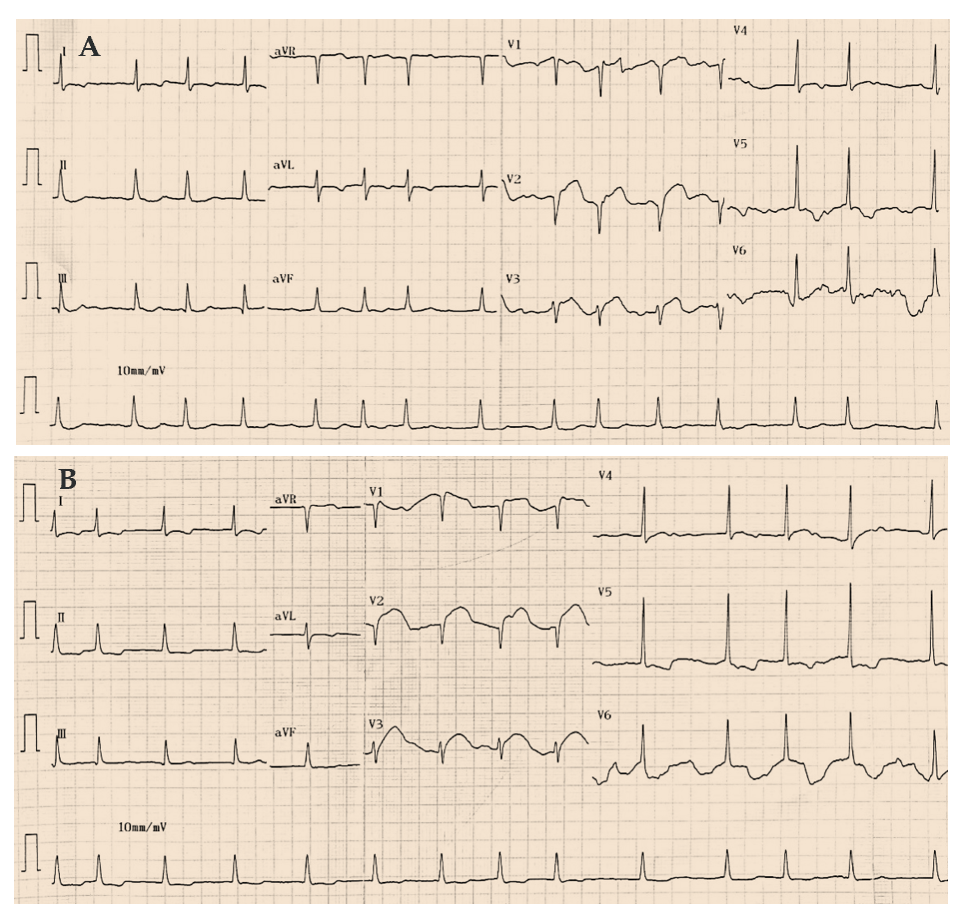 A
I
aVR
V1
V4
II
aVL
V2
V5
III
aVF
V3
V6
10mm/mV
B
I
aVR
V1
V4
II
aVL
V2
V5
III
aVF
V3
V6
10mm/mV